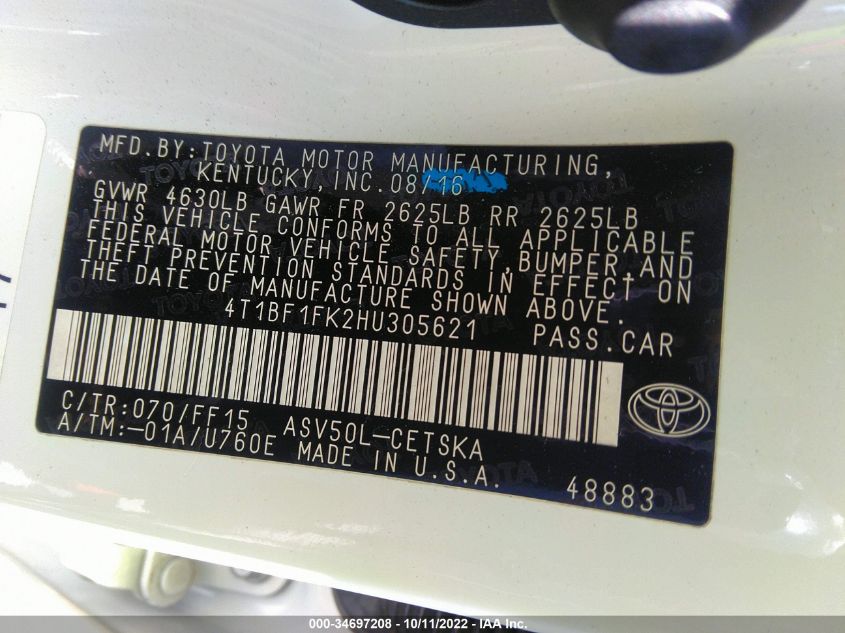 MFD.BY:TOYOTA MOTOR MANUFACTURING,
KENTUCKY,INC. 08/16
GVWR 4630LB GAWR FR 2625LB RR 2625LB
THIS VEHICLE CONFORMS TO ALL APPLICABLE
FEDERAL MOTOR VEHICLE SAFETY,BUMPER,AND
THEFT PREVENTION STANDARDS IN EFFECT ON
THE DATE OF MANUFACTURE SHOWN ABOVE.
4T1BF1FK2HU305621 PASS.CAR
C/TR:070/FF15 ASV50L-CETSKA
A/TM:-01A/U760E MADE IN U.S.A. 48883
000-34697208 - 10/11/2022 - IAA Inc.